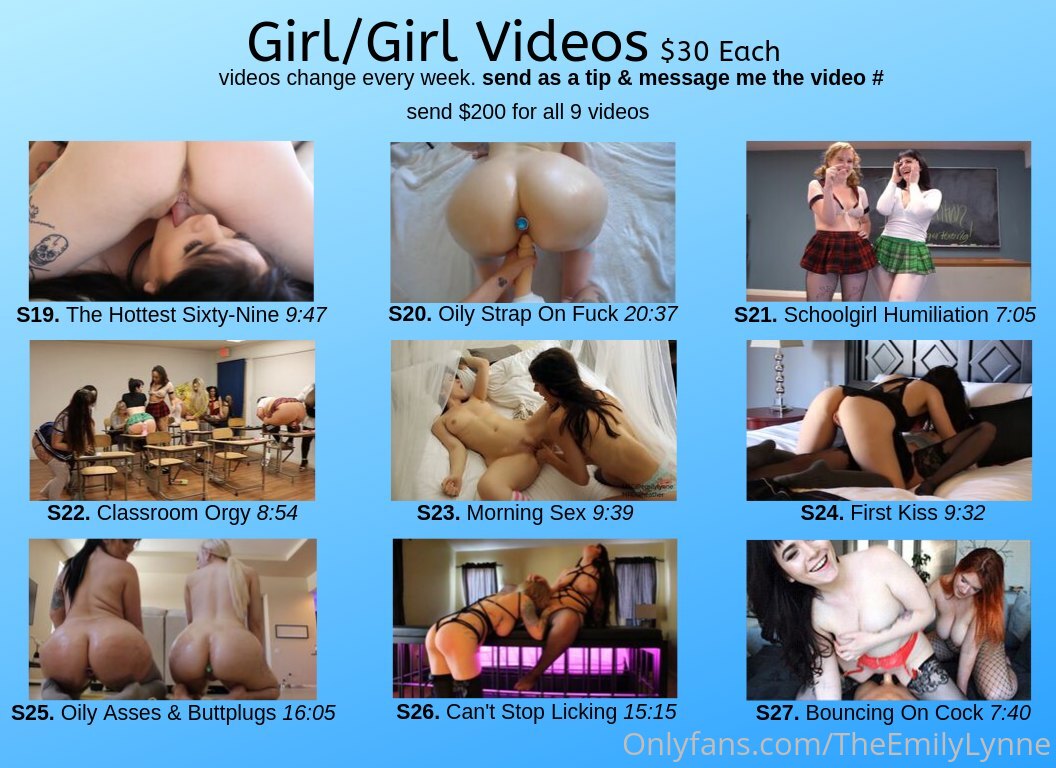 Girl/Girl Videos $30 Each
videos change every week. send as a tip & message me the video #
send $200 for all 9 videos
S19. The Hottest Sixty-Nine 9:47
S20. Oily Strap On Fuck 20:37
S21. Schoolgirl Humiliation 7:05
S22. Classroom Orgy 8:54
S23. Morning Sex 9:39
S24. First Kiss 9:32
S25. Oily Asses & Buttplugs 16:05
S26. Can't Stop Licking 15:15
S27. Bouncing On Cock 7:40
Onlyfans.com/TheEmilyLynne